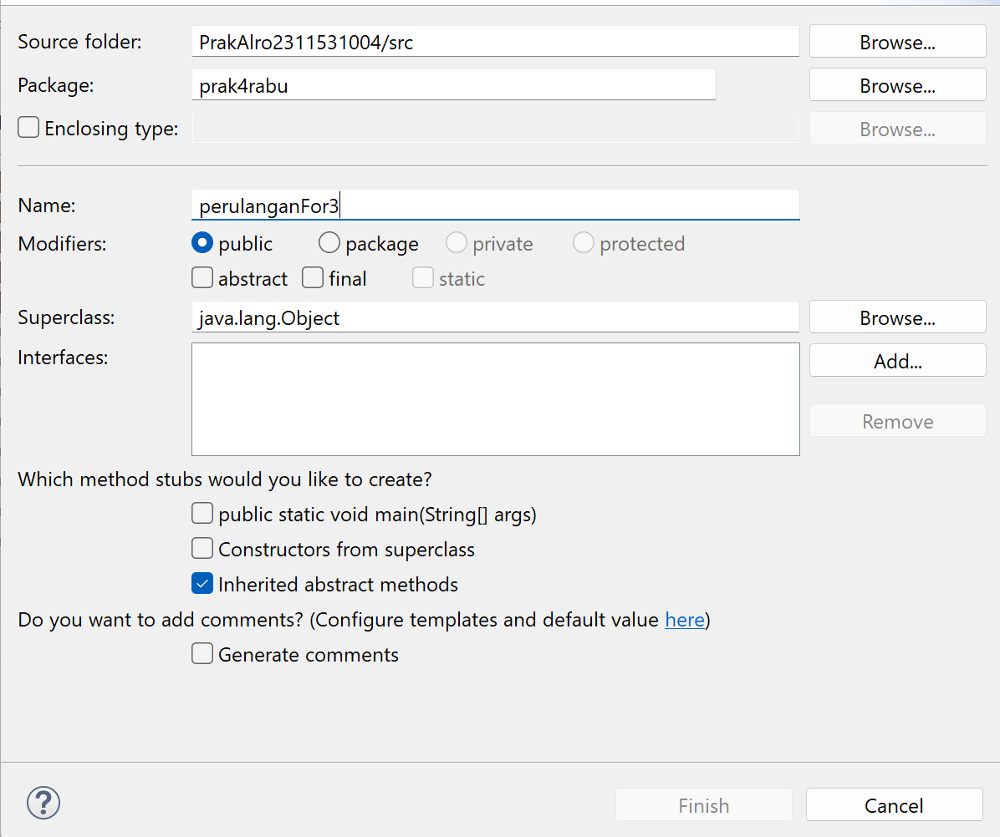 Source folder: PrakAlro2311531004/src Browse...
Package: prak4rabu Browse...
Enclosing type: Browse...
Name: perulanganFor3
Modifiers: public package private protected
abstract final static
Superclass: java.lang.Object Browse...
Interfaces: Add...
Remove
Which method stubs would you like to create?
public static void main(String[] args)
Constructors from superclass
Inherited abstract methods
Do you want to add comments? (Configure templates and default value here)
Generate comments
? Finish Cancel